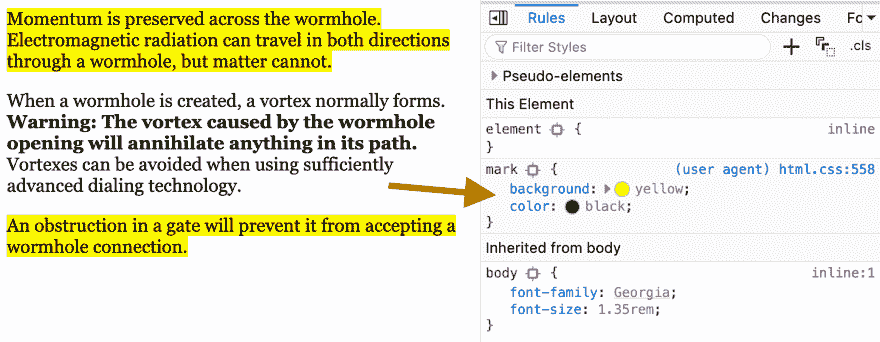 Momentum is preserved across the wormhole.
Electromagnetic radiation can travel in both directions
through a wormhole, but matter cannot.
When a wormhole is created, a vortex normally forms.
Warning: The vortex caused by the wormhole
opening will annihilate anything in its path.
Vortexes can be avoided when using sufficiently
advanced dialing technology.
An obstruction in a gate will prevent it from accepting a
wormhole connection.
Rules Layout Computed Changes Fo
Filter Styles .cls
Pseudo-elements
This Element
element { inline
}
mark { (user agent) html.css:558
background: yellow;
color: black;
}
Inherited from body
body { inline:1
font-family: Georgia;
font-size: 1.35rem;
}